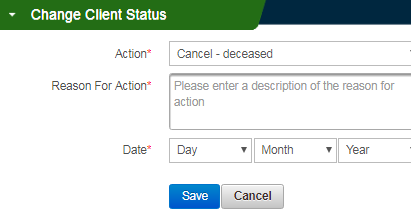 Change Client Status
Action* Cancel - deceased
Reason For Action* Please enter a description of the reason for
action
Date* Day Month Year
Save Cancel